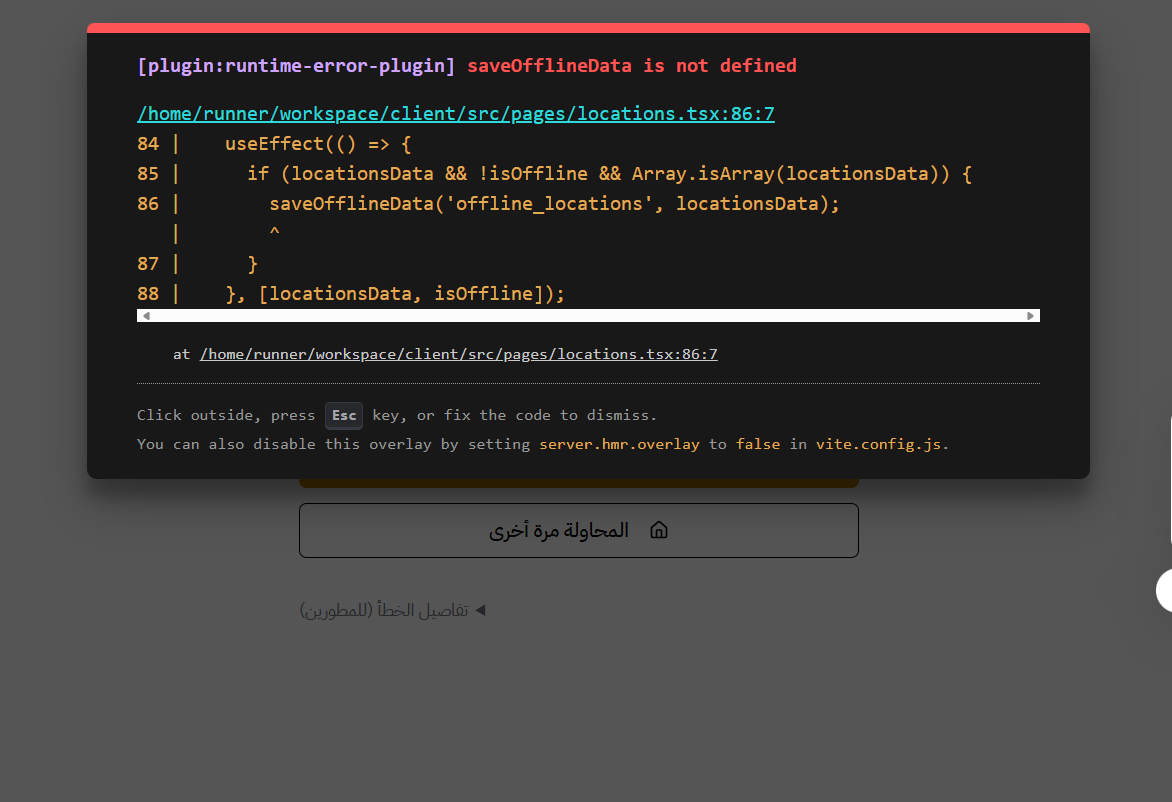 [plugin:runtime-error-plugin] saveOfflineData is not defined
/home/runner/workspace/client/src/pages/locations.tsx:86:7
84 |    useEffect(() => {
85 |      if (locationsData && !isOffline && Array.isArray(locationsData)) {
86 |        saveOfflineData('offline_locations', locationsData);
   |        ^
87 |      }
88 |    }, [locationsData, isOffline]);
at /home/runner/workspace/client/src/pages/locations.tsx:86:7
Click outside, press Esc key, or fix the code to dismiss.
You can also disable this overlay by setting server.hmr.overlay to false in vite.config.js.
المحاولة مرة أخرى
تفاصيل الخطأ (للمطورين)